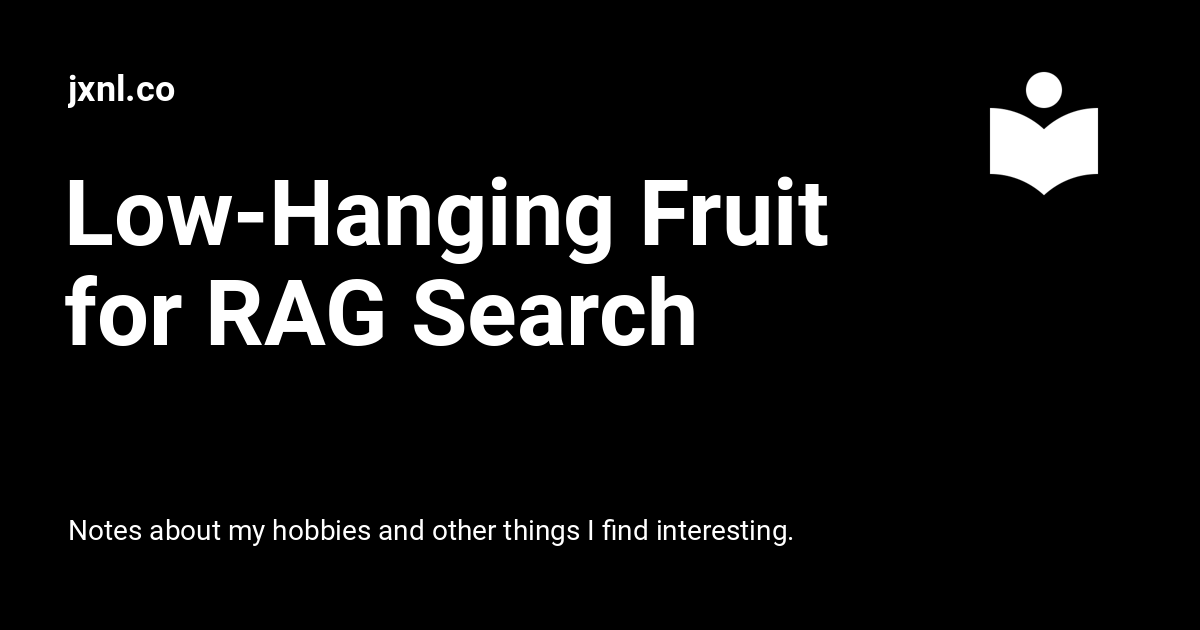 jxnl.co
Low-Hanging Fruit
for RAG Search
Notes about my hobbies and other things I find interesting.